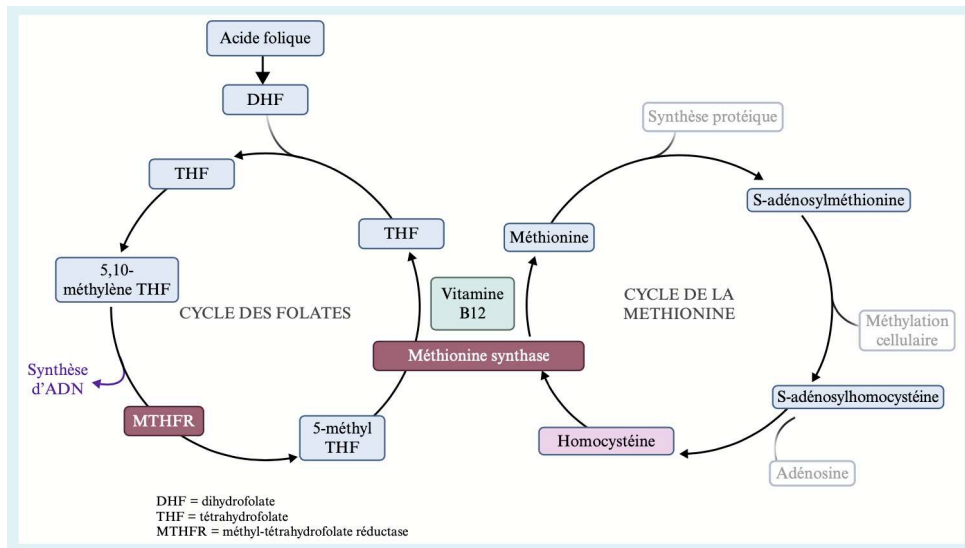 Acide folique
DHF
THF
THF
5,10-
méthylène THF
CYCLE DES FOLATES
Synthèse
d'ADN
MTHFR
5-méthyl
THF
Vitamine
B12
Méthionine synthase
Synthèse protéique
S-adénosylméthionine
Méthionine
CYCLE DE LA
METHIONINE
Méthylation
cellulaire
S-adénosylhomocystéine
Homocystéine
Adénosine
DHF = dihydrofolate
THF = tétrahydrofolate
MTHFR = méthyl-tétrahydrofolate réductase